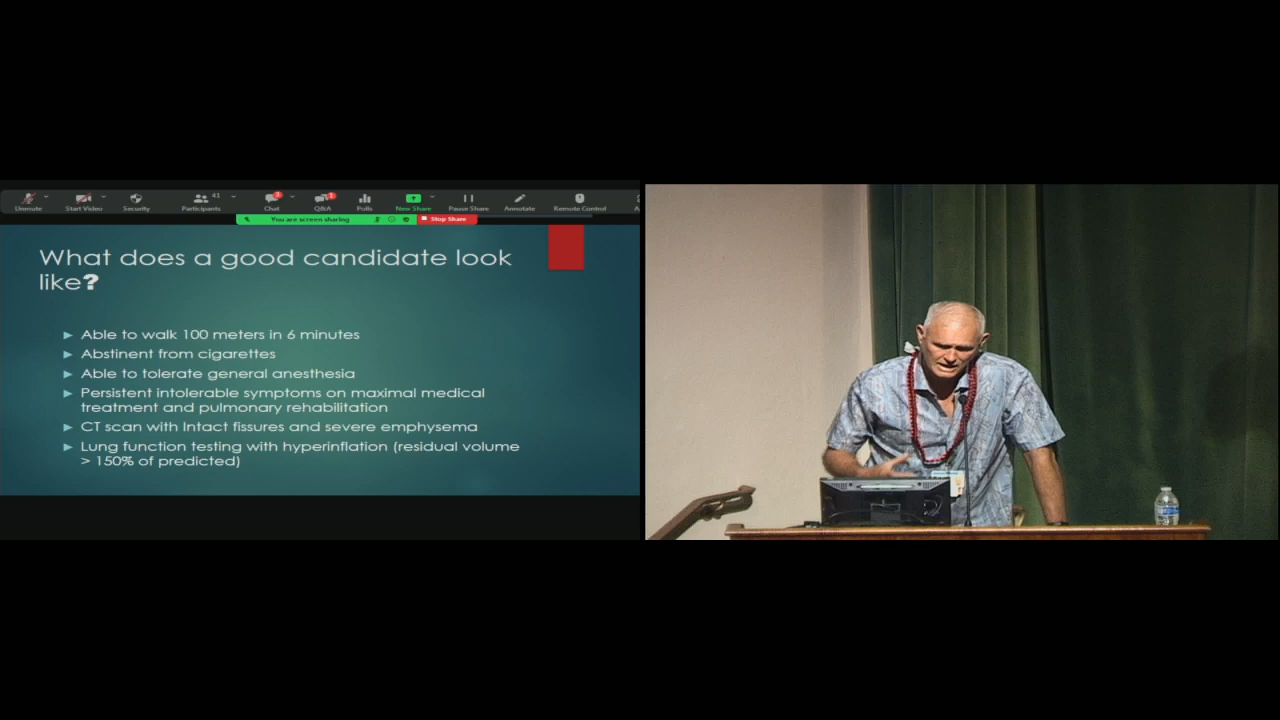 41
3
1
Unmute
Start Video
Security
Participants
Chat
Q&A
Polls
New Share
Pause Share
Annotate
Remote Control
You are screen sharing
Stop Share
What does a good candidate look
like?
Able to walk 100 meters in 6 minutes
Abstinent from cigarettes
Able to tolerate general anesthesia
Persistent intolerable symptoms on maximal medical
treatment and pulmonary rehabilitation
CT scan with Intact fissures and severe emphysema
Lung function testing with hyperinflation (residual volume
> 150% of predicted)